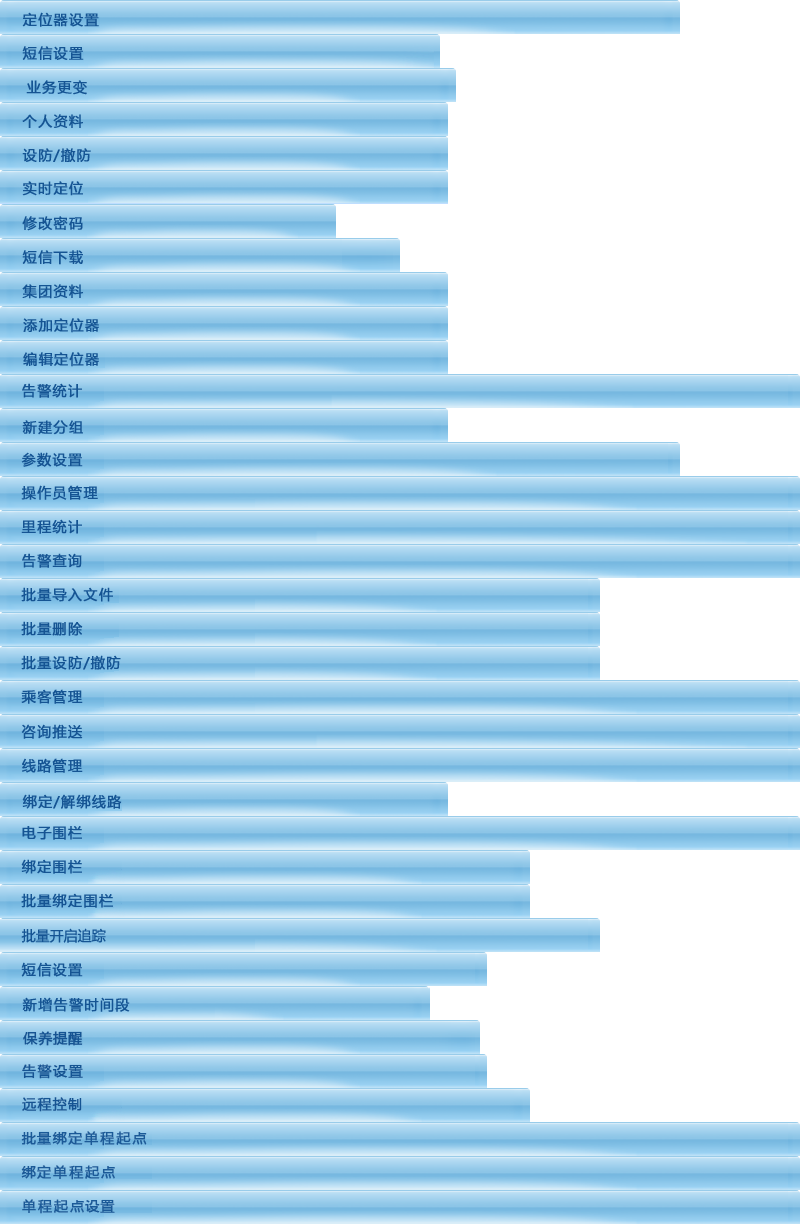 定位器设置
短信设置
业务更变
个人资料
设防/撤防
实时定位
修改密码
短信下载
集团资料
添加定位器
编辑定位器
告警统计
新建分组
参数设置
操作员管理
里程统计
告警查询
批量导入文件
批量删除
批量设防/撤防
乘客管理
咨询推送
线路管理
绑定/解绑线路
电子围栏
绑定围栏
批量绑定围栏
批量开启追踪
短信设置
新增告警时间段
保养提醒
告警设置
远程控制
批量绑定单程起点
绑定单程起点
单程起点设置